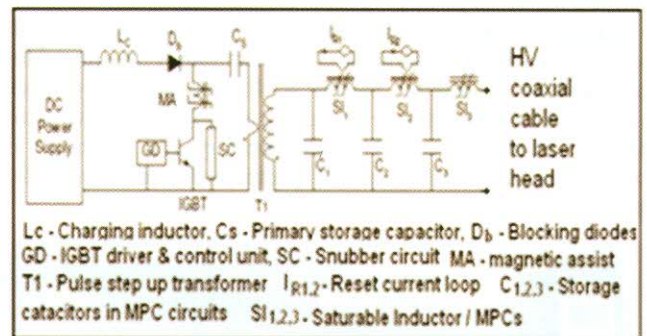 Lc
Db
Cs
IR1
IR2
HV
coaxial
cable
to laser
head
DC
Power
Supply
MA
SI1
SI2
SI3
GD
SC
C1
C2
C3
IGBT
T1
Lc - Charging inductor, Cs - Primary storage capacitor, Db - Blocking diodes
GD - IGBT driver & control unit, SC - Snubber circuit MA - magnetic assist
T1 - Pulse step up transformer IR1,2 - Reset current loop C1,2,3 - Storage
catacitors in MPC circuits SI1,2,3 - Saturable Inductor / MPCs